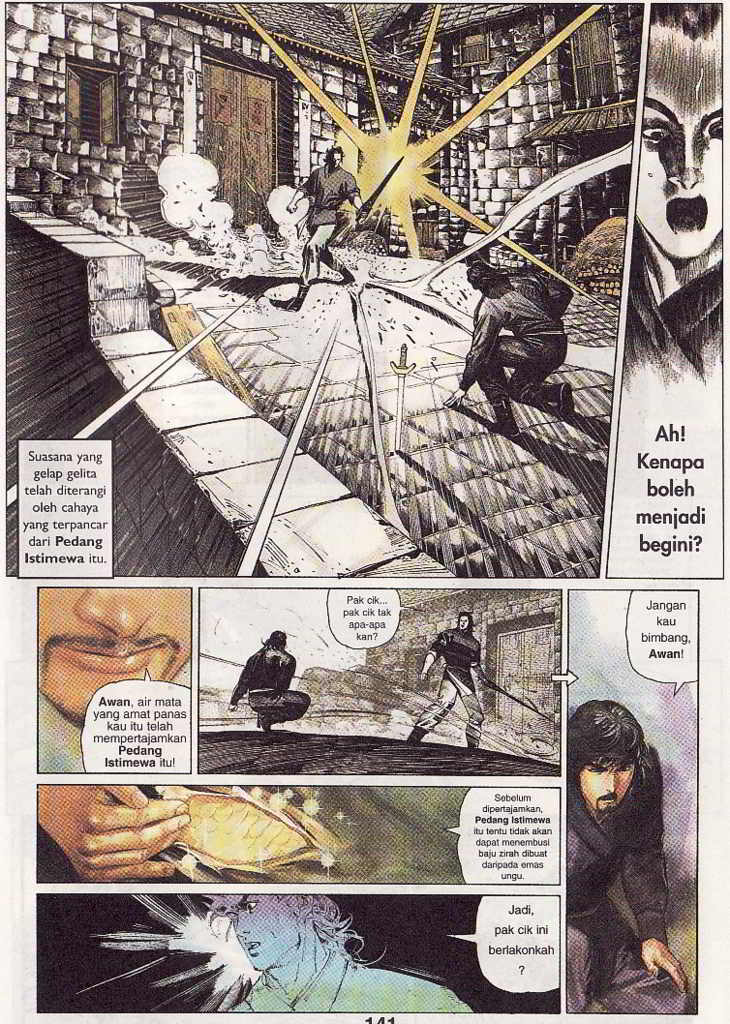 Suasana yang
gelap gelita
telah diterangi
oleh cahaya
yang terpancar
dari Pedang
Istimewa itu.
Ah!
Kenapa
boleh
menjadi
begini?
Awan, air mata
yang amat panas
kau itu telah
mempertajamkan
Pedang
Istimewa itu!
Pak cik...
pak cik tak
apa-apa
kan?
Jangan
kau
bimbang,
Awan!
Sebelum
dipertajamkan,
Pedang Istimewa
itu tentu tidak akan
dapat menembusi
baju zirah dibuat
daripada emas
ungu.
Jadi,
pak cik ini
berlakonkah
?
141